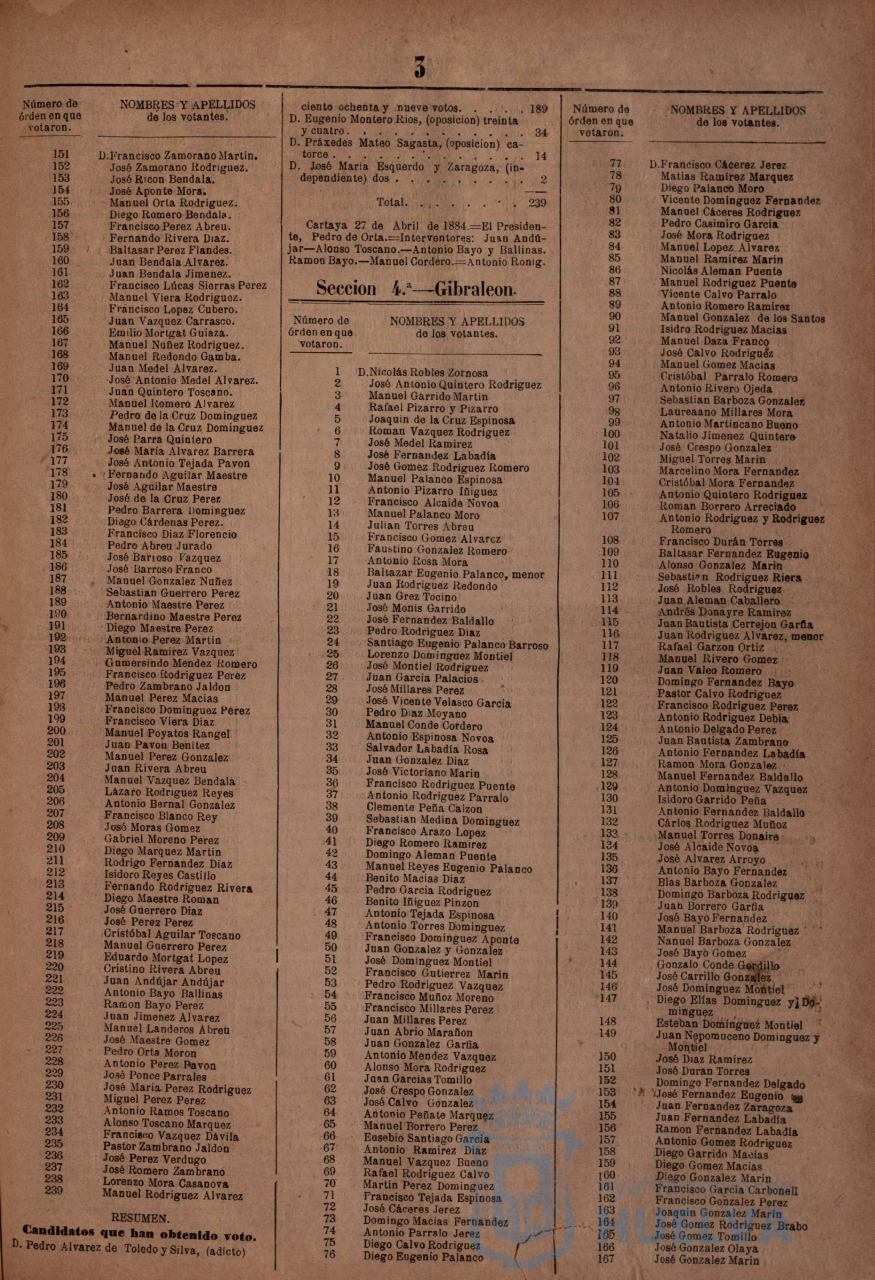 3
Número de
órden en que
votaron.
NOMBRES Y APELLIDOS
de los votantes.
151 D. Francisco Zamorano Martin.
152 José Zamorano Rodriguez.
153 José Ricon Bendala.
154 José Aponte Mora.
155 Manuel Orta Rodriguez.
156 Diego Romero Bendala.
157 Francisco Perez Abreu.
158 Fernando Rivera Diaz.
159 Baltasar Perez Flandes.
160 Juan Bendala Alvarez.
161 Juan Bendala Jimenez.
162 Francisco Lúcas Sierras Perez
163 Manuel Viera Rodriguez.
164 Francisco Lopez Cubero.
165 Juan Vazquez Carrasco.
166 Emilio Mortgat Guiaza.
167 Manuel Nuñez Rodriguez.
168 Manuel Redondo Gamba.
169 Juan Medel Alvarez.
170 José Antonio Medel Alvarez.
171 Juan Quintero Toscano.
172 Manuel Romero Alvarez
173 Pedro de la Cruz Dominguez
174 Manuel de la Cruz Dominguez
175 José Parra Quintero
176 José Maria Alvarez Barrera
177 José Antonio Tejada Pavon
178 Fernando Aguilar Maestre
179 José Aguilar Maestre
180 José de la Cruz Perez
181 Pedro Barrera Dominguez
182 Diego Cárdenas Perez.
183 Francisco Diaz Florencio
184 Pedro Abreu Jurado
185 José Barroso Vazquez
186 José Barroso Franco
187 Manuel Gonzalez Nuñez
188 Sebastian Guerrero Perez
189 Antonio Maestre Perez
190 Bernardino Maestre Perez
191 Diego Maestre Perez
192 Antonio Perez Martin
193 Miguel Ramirez Vazquez
194 Gumersindo Mendez Romero
195 Francisco Rodriguez Perez
196 Pedro Zambrano Jaldon
197 Manuel Perez Macias
198 Francisco Dominguez Perez
199 Francisco Viera Diaz
200 Manuel Poyatos Rangel
201 Juan Pavon Benitez
202 Manuel Perez Gonzalez
203 Juan Rivera Abreu
204 Manuel Vazquez Bendala
205 Lázaro Rodriguez Reyes
206 Antonio Bernal Gonzalez
207 Francisco Blanco Rey
208 José Moras Gomez
209 Gabriel Moreno Perez
210 Diego Marquez Martin
211 Rodrigo Fernandez Diaz
212 Isidoro Reyes Castillo
213 Fernando Rodriguez Rivera
214 Diego Maestre Roman
215 José Guerrero Diaz
216 José Perez Perez
217 Cristóbal Aguilar Toscano
218 Manuel Guerrero Perez
219 Eduardo Mortgat Lopez
220 Cristino Rivera Abreu
221 Juan Andújar Andújar
222 Antonio Bayo Ballinas
223 Ramon Bayo Perez
224 Juan Jimenez Alvarez
225 Manuel Landeros Abreu
226 José Maestre Gomez
227 Pedro Orta Moron
228 Antonio Perez Pavon
229 José Ponce Parrales
230 José Maria Perez Rodriguez
231 Miguel Perez Perez
232 Antonio Ramos Toscano
233 Alonso Toscano Marquez
234 Francisco Vazquez Dávila
235 Pastor Zambrano Jaldon
236 José Perez Verdugo
237 José Romero Zambrano
238 Lorenzo Mora Casanova
239 Manuel Rodriguez Alvarez
RESUMEN.
Candidatos que han obtenido voto.
D. Pedro Alvarez de Toledo y Silva, (adicto)
ciento ochenta y nueve votos. . . . . 189
D. Eugenio Montero Rios, (oposicion) treinta
y cuatro. . . . . . . . . . . . 34
D. Práxedes Mateo Sagasta, (oposicion) ca-
torce . . . . . . . . . . . . . 14
D. José Maria Esquerdo y Zaragoza, (in-
dependiente) dos . . . . . . . . . 2
Total. . . . . . . 239
Cartaya 27 de Abril de 1884.=El Presiden-
te, Pedro de Orta.=Interventores: Juan Andú-
jar—Alonso Toscano.—Antonio Bayo y Ballinas.
Ramon Bayo.—Manuel Cordero.=Antonio Ronig.
Seccion 4.ª—Gibraleon.
Número de
órden en que
votaron.
NOMBRES Y APELLIDOS
de los votantes.
1 D. Nicolás Robles Zornosa
2 José Antonio Quintero Rodriguez
3 Manuel Garrido Martin
4 Rafael Pizarro y Pizarro
5 Joaquin de la Cruz Espinosa
6 Roman Vazquez Rodriguez
7 José Medel Ramirez
8 José Fernandez Labadía
9 José Gomez Rodriguez Romero
10 Manuel Palanco Espinosa
11 Antonio Pizarro Iñiguez
12 Francisco Alcaide Novoa
13 Manuel Palanco Moro
14 Julian Torres Abreu
15 Francisco Gomez Alvarez
16 Faustino Gonzalez Romero
17 Antonio Rosa Mora
18 Baltazar Eugenio Palanco, menor
19 Juan Rodriguez Redondo
20 Juan Grez Tocino
21 José Monis Garrido
22 José Fernandez Baldallo
23 Pedro Rodriguez Diaz
24 Santiago Eugenio Palanco Barroso
25 Lorenzo Dominguez Montiel
26 José Montiel Rodriguez
27 Juan Garcia Palacios
28 José Millares Perez
29 José Vicente Velasco Garcia
30 Pedro Diaz Moyano
31 Manuel Conde Cordero
32 Antonio Espinosa Novoa
33 Salvador Labadía Rosa
34 Juan Gonzalez Diaz
35 José Victoriano Marin
36 Francisco Rodriguez Puente
37 Antonio Rodriguez Parralo
38 Clemente Peña Calzon
39 Sebastian Medina Dominguez
40 Francisco Arazo Lopez
41 Diego Romero Ramirez
42 Domingo Aleman Puente
43 Manuel Reyes Eugenio Palanco
44 Benito Macias Diaz
45 Pedro Garcia Rodriguez
46 Benito Iñiguez Pinzon
47 Antonio Tejada Espinosa
48 Antonio Torres Dominguez
49 Francisco Dominguez Aponte
50 Juan Gonzalez y Gonzalez
51 José Dominguez Montiel
52 Francisco Gutierrez Marin
53 Pedro Rodriguez Vazquez
54 Francisco Muñoz Moreno
55 Francisco Millares Perez
56 Juan Millares Perez
57 Juan Abrio Marañon
58 Juan Gonzalez Garfia
59 Antonio Mendez Vazquez
60 Alonso Mora Rodriguez
61 Juan Garcias Tomillo
62 José Crespo Gonzalez
63 José Calvo Gonzalez
64 Antonio Peñate Marquez
65 Manuel Borrero Perez
66 Eusebio Santiago Garcia
67 Antonio Ramirez Diaz
68 Manuel Vazquez Bueno
69 Rafael Rodriguez Calvo
70 Martin Perez Dominguez
71 Francisco Tejada Espinosa
72 José Cáceres Jerez
73 Domingo Macias Fernandez
74 Antonio Parralo Jerez
75 Diego Calvo Rodriguez
76 Diego Eugenio Palanco
Número de
órden en que
votaron.
NOMBRES Y APELLIDOS
de los votantes.
77 D. Francisco Cácerez Jerez
78 Matias Ramirez Marquez
79 Diego Palanco Moro
80 Vicente Dominguez Fernandez
81 Manuel Cáceres Rodriguez
82 Pedro Casimiro Garcia
83 José Mora Rodriguez
84 Manuel Lopez Alvarez
85 Manuel Ramirez Marin
86 Nicolás Aleman Puente
87 Manuel Rodriguez Puente
88 Vicente Calvo Parralo
89 Antonio Romero Ramirez
90 Manuel Gonzalez de los Santos
91 Isidro Rodriguez Macias
92 Manuel Daza Franco
93 José Calvo Rodriguez
94 Manuel Gomez Macias
95 Cristóbal Parralo Romero
96 Antonio Rivero Ojeda
97 Sebastian Barboza Gonzalez
98 Laureaano Millares Mora
99 Antonio Martincano Bueno
100 Natalio Jimenez Quintero
101 José Crespo Gonzalez
102 Miguel Torres Marin
103 Marcelino Mora Fernandez
104 Cristóbal Mora Fernandez
105 Antonio Quintero Rodriguez
106 Roman Borrero Arreciado
107 Antonio Rodriguez y Rodriguez
Romero
108 Francisco Durán Torres
109 Baltasar Fernandez Eugenio
110 Alonso Gonzalez Marin
111 Sebastian Rodriguez Riera
112 José Robles Rodriguez
113 Juan Aleman Caballero
114 Andrés Donayre Ramirez
115 Juan Bautista Cerrejon Garfia
116 Juan Rodriguez Alvarez, menor
117 Rafael Garzon Ortiz
118 Manuel Rivero Gomez
119 Juan Valeo Romero
120 Domingo Fernandez Bayo
121 Pastor Calvo Rodriguez
122 Francisco Rodriguez Perez
123 Antonio Rodriguez Debia
124 Antonio Delgado Perez
125 Juan Bautista Zambrano
126 Antonio Fernandez Labadía
127 Ramon Mora Gonzalez
128 Manuel Fernandez Baldallo
129 Antonio Dominguez Vazquez
130 Isidoro Garrido Peña
131 Antonio Fernandez Baldallo
132 Cárlos Rodriguez Muñoz
133 Manuel Torres Donaire
134 José Alcaide Novoa
135 José Alvarez Arroyo
136 Antonio Bayo Fernandez
137 Blas Barboza Gonzalez
138 Domingo Barboza Rodriguez
139 Juan Borrero Garfia
140 José Bayo Fernandez
141 Manuel Barboza Rodriguez
142 Nanuel Barboza Gonzalez
143 José Bayo Gomez
144 Gonzalo Conde Gordillo
145 José Carrillo Gonzalez
146 José Dominguez Montiel
147 Diego Elías Dominguez y Do-
minguez
148 Esteban Dominguez Montiel
149 Juan Nepomuceno Dominguez y
Montiel
150 José Diaz Ramirez
151 José Duran Torres
152 Domingo Fernandez Delgado
153 José Fernandez Eugenio
154 Juan Fernandez Zaragoza
155 Juan Fernandez Labadía
156 Ramon Fernandez Labadía
157 Antonio Gomez Rodriguez
158 Diego Garrido Macias
159 Diego Gomez Macias
160 Diego Gonzalez Marin
161 Francisco Garcia Carbonell
162 Francisco Gonzalez Perez
163 Joaquin Gonzalez Marin
164 José Gomez Rodriguez Brabo
165 José Gomez Tomillo
166 José Gonzalez Olaya
167 José Gonzalez Marin